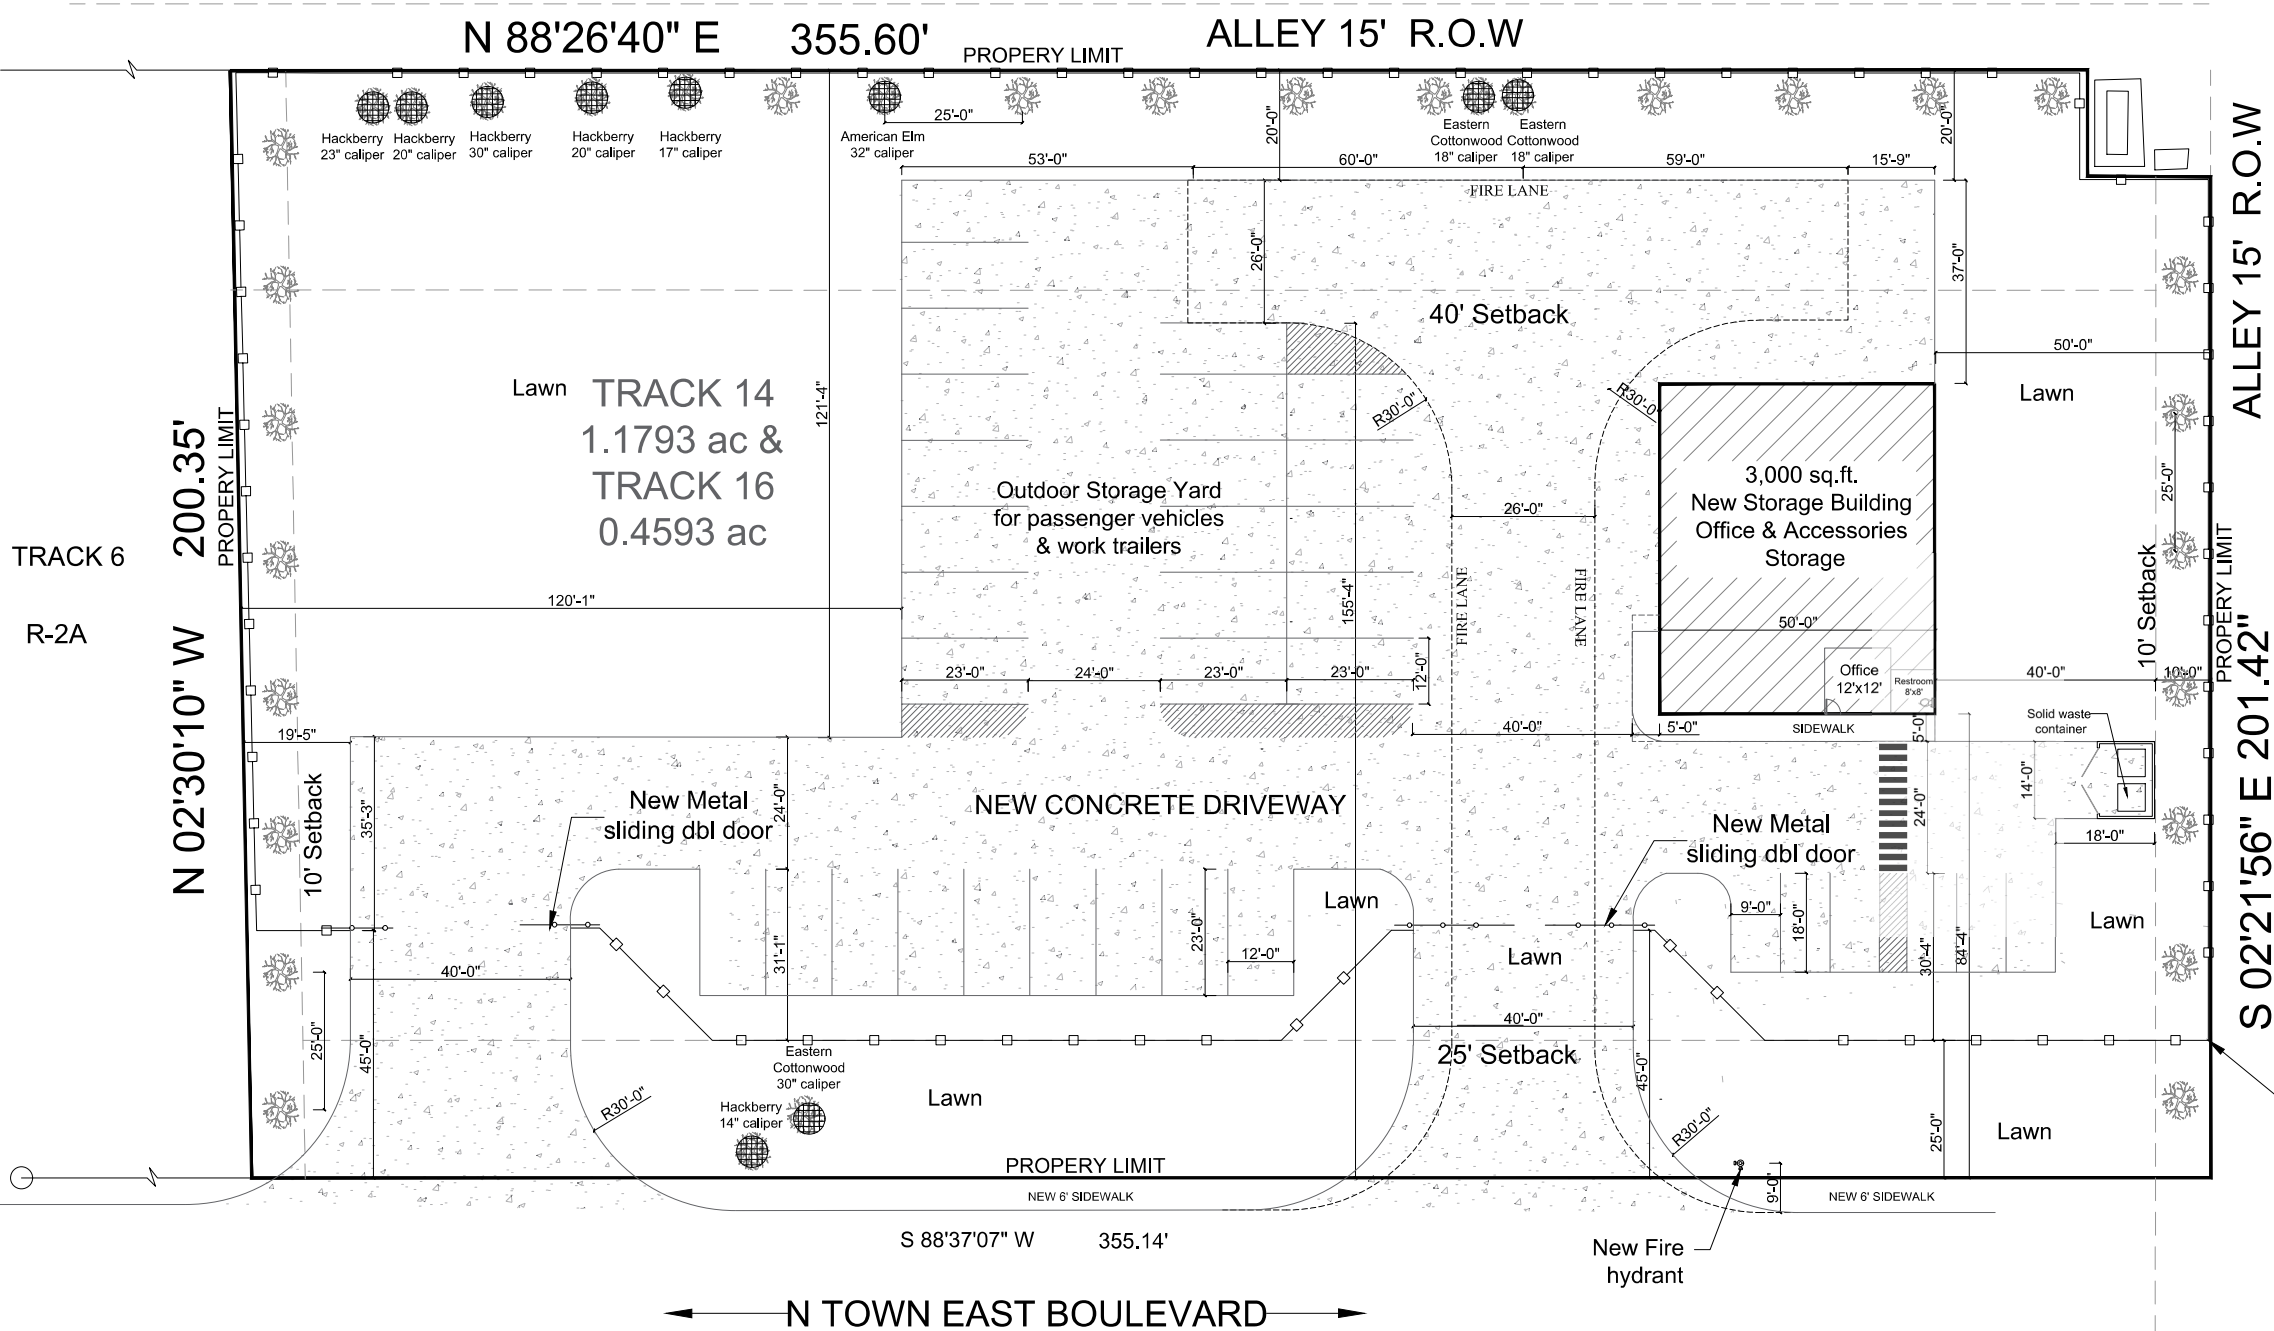 N 88'26'40" E 355.60'
ALLEY 15' R.O.W
PROPERY LIMIT
Hackberry
23" caliper
Hackberry
20" caliper
Hackberry
30" caliper
Hackberry
20" caliper
Hackberry
17" caliper
American Elm
32" caliper
25'-0"
Eastern
Cottonwood
18" caliper
Eastern
Cottonwood
18" caliper
20'-0"
20'-0"
53'-0"
60'-0"
59'-0"
15'-9"
FIRE LANE
26'-0"
37'-0"
40' Setback
ALLEY 15' R.O.W
50'-0"
Lawn
Lawn
TRACK 14
1.1793 ac &
TRACK 16
0.4593 ac
121'-4"
R30'-0"
R30'-0"
3,000 sq.ft.
New Storage Building
Office & Accessories
Storage
Outdoor Storage Yard
for passenger vehicles
& work trailers
26'-0"
25'-0"
TRACK 6
R-2A
N 02'30'10" W 200.35'
PROPERY LIMIT
120'-1"
155'-4"
FIRE LANE
FIRE LANE
50'-0"
10' Setback
PROPERY LIMIT
S 02'21'56" E 201.42"
23'-0"
24'-0"
23'-0"
23'-0"
12'-0"
Office
12'x12'
Restroom
8'x8'
40'-0"
10'-0"
19'-5"
40'-0"
5'-0"
SIDEWALK
5'-0"
Solid waste
container
10' Setback
35'-3"
New Metal
sliding dbl door
24'-0"
NEW CONCRETE DRIVEWAY
New Metal
sliding dbl door
24'-0"
14'-0"
18'-0"
Lawn
23'-0"
12'-0"
31'-1"
40'-0"
9'-0"
18'-0"
30'-4"
84'-4"
Lawn
Lawn
25'-0"
45'-0"
40'-0"
25' Setback
45'-0"
Eastern
Cottonwood
30" caliper
Hackberry
14" caliper
R30'-0"
Lawn
R30'-0"
25'-0"
Lawn
PROPERY LIMIT
NEW 6' SIDEWALK
9'-0"
NEW 6' SIDEWALK
S 88'37'07" W 355.14'
New Fire
hydrant
N TOWN EAST BOULEVARD